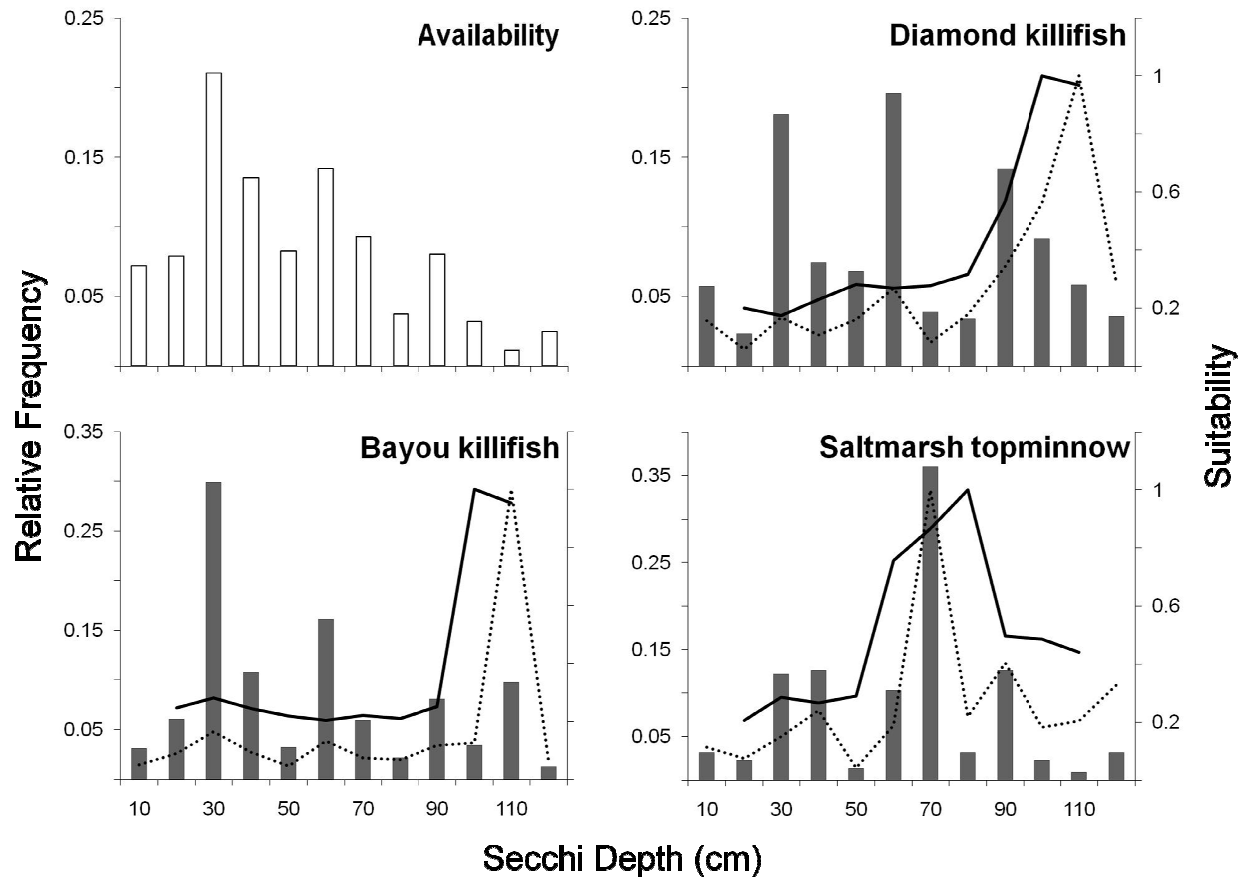 Availability
0.25
0.15
0.05
Diamond killifish
0.25
0.15
0.05
1
0.6
0.2
Relative Frequency
Suitability
Bayou killifish
0.35
0.25
0.15
0.05
10 30 50 70 90 110
Saltmarsh topminnow
0.35
0.25
0.15
0.05
1
0.6
0.2
10 30 50 70 90 110
Secchi Depth (cm)